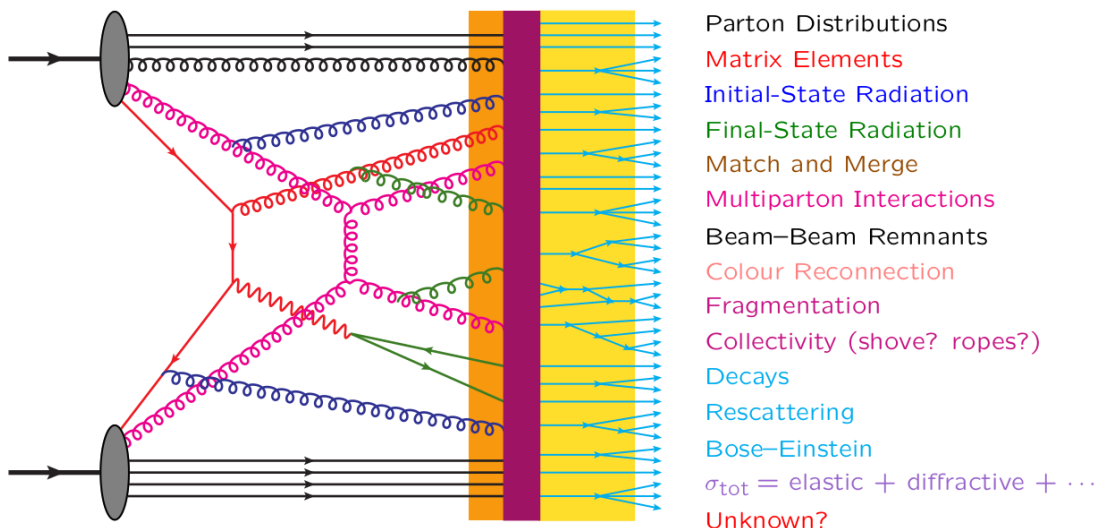 Parton Distributions
Matrix Elements
Initial-State Radiation
Final-State Radiation
Match and Merge
Multiparton Interactions
Beam–Beam Remnants
Colour Reconnection
Fragmentation
Collectivity (shove? ropes?)
Decays
Rescattering
Bose–Einstein
σtot = elastic + diffractive + ···
Unknown?